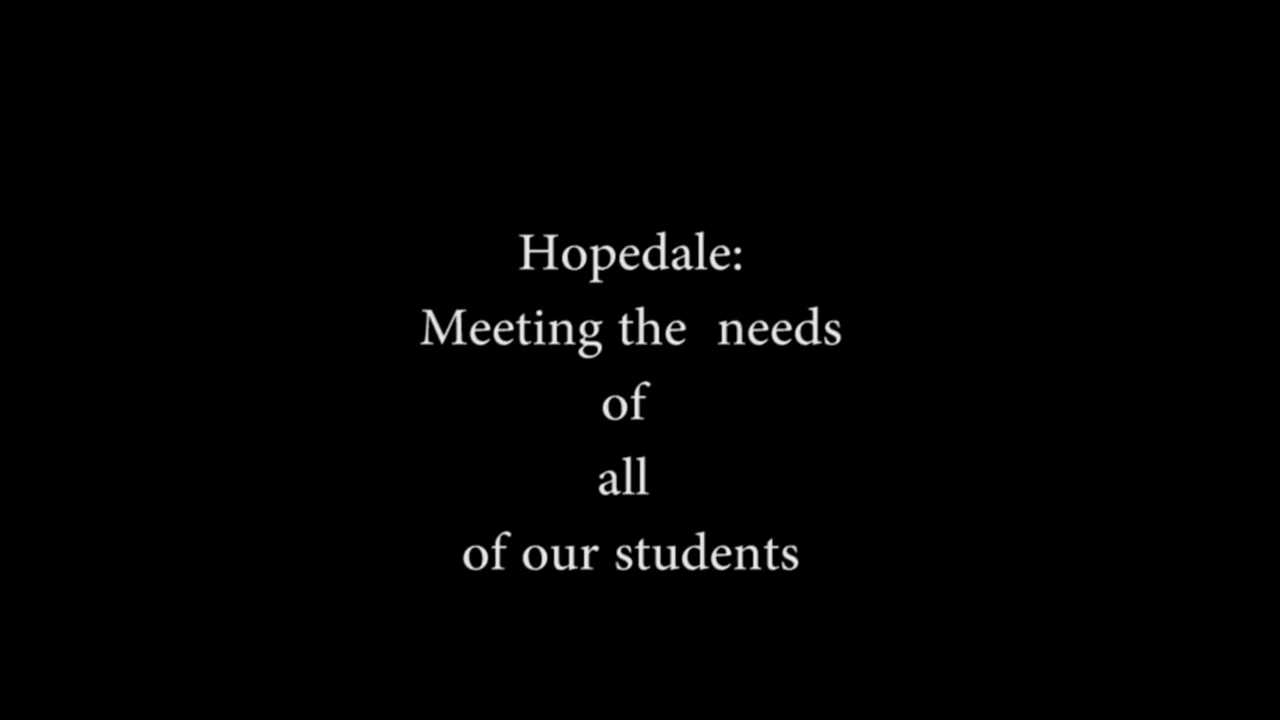 Hopedale:
Meeting the  needs
of
all
of our students